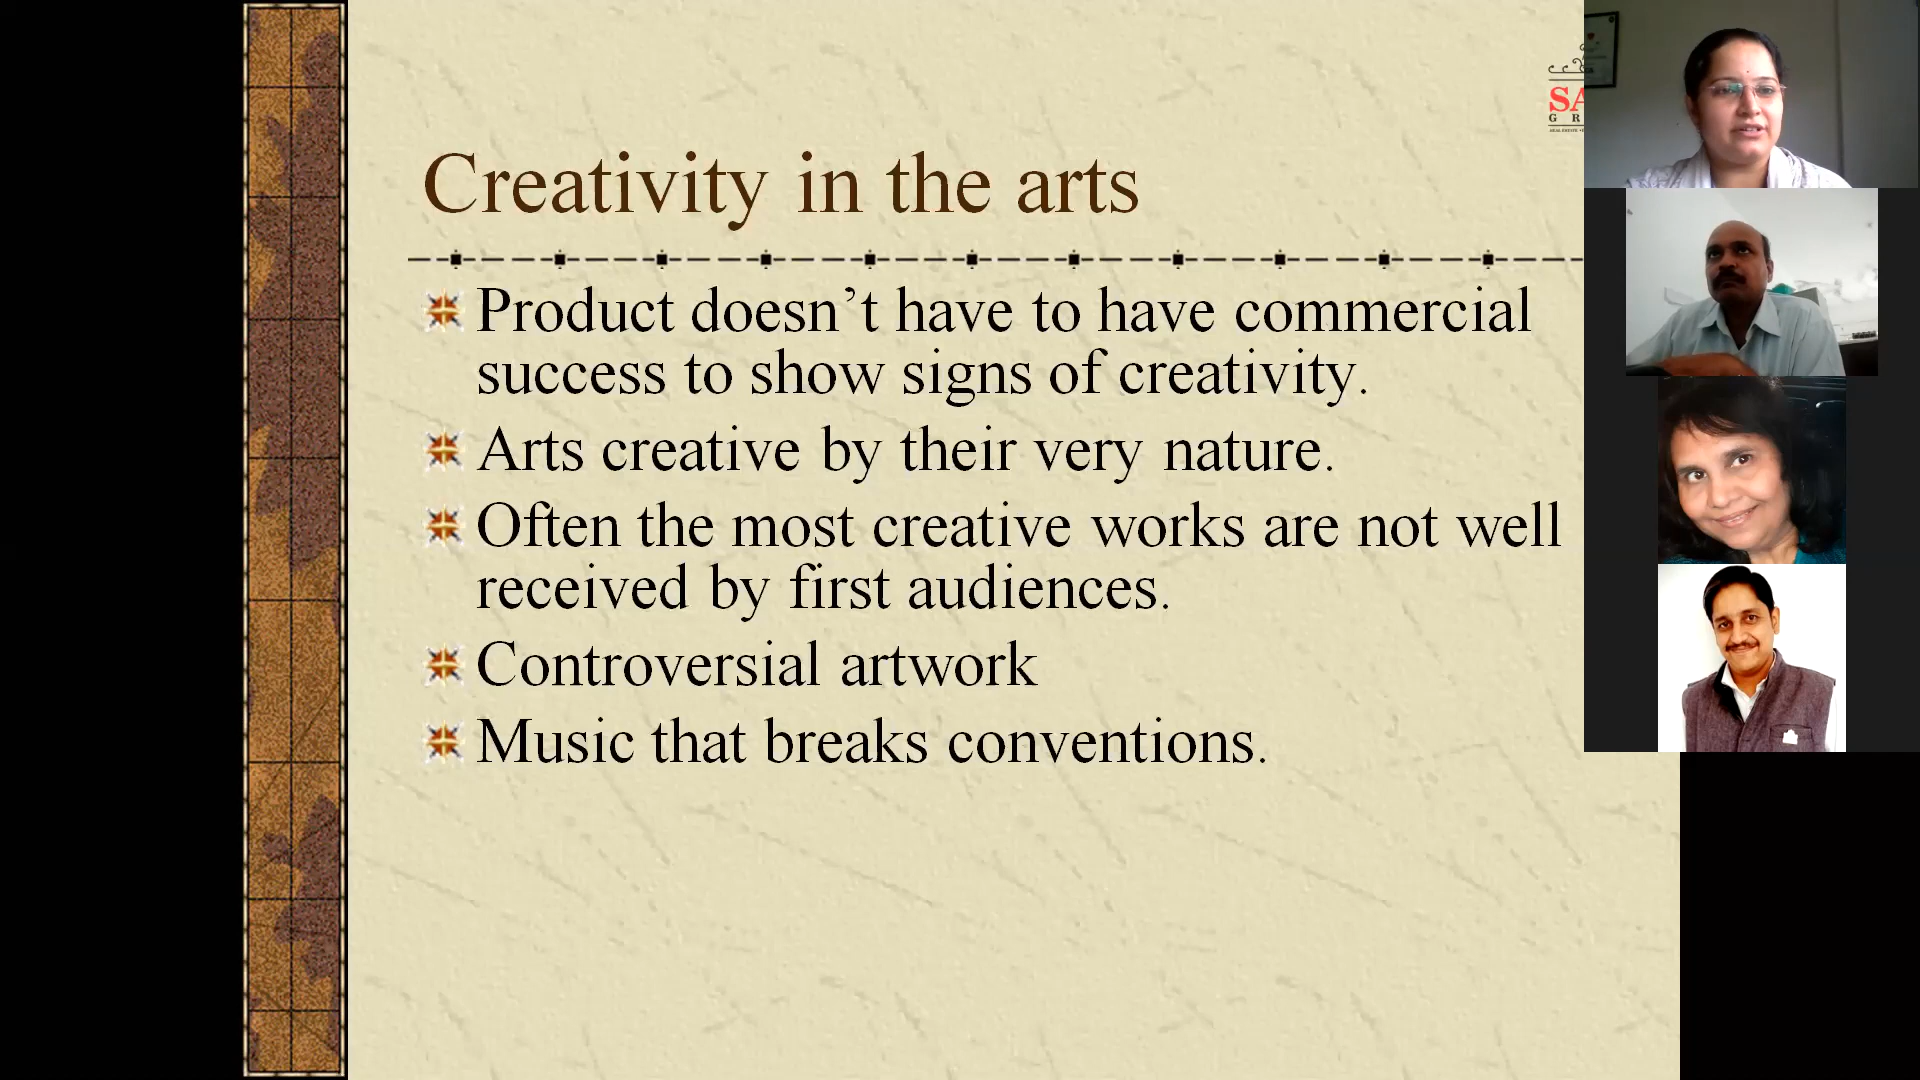 Creativity in the arts
Product doesn’t have to have commercial
success to show signs of creativity.
Arts creative by their very nature.
Often the most creative works are not well
received by first audiences.
Controversial artwork
Music that breaks conventions.